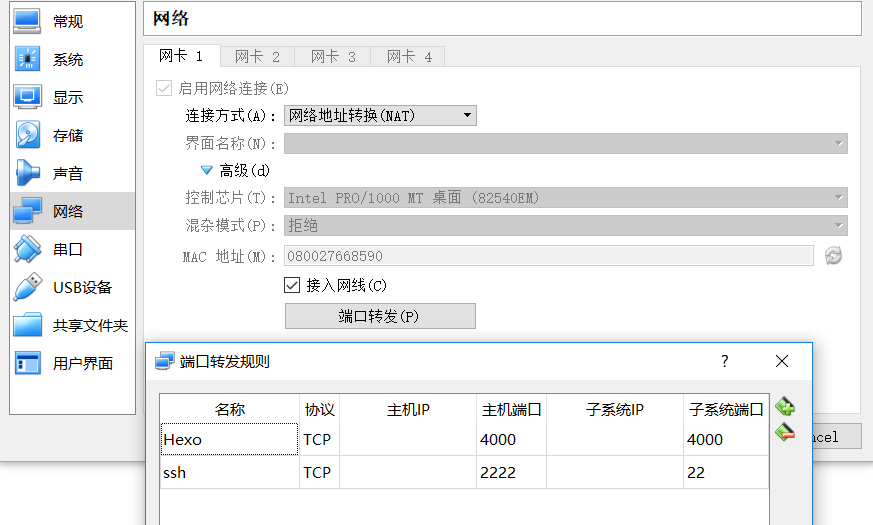 常规
系统
显示
存储
声音
网络
串口
USB设备
共享文件夹
用户界面
网络
网卡 1 网卡 2 网卡 3 网卡 4
启用网络连接(E)
连接方式(A): 网络地址转换(NAT)
界面名称(N):
高级(d)
控制芯片(T): Intel PRO/1000 MT 桌面 (82540EM)
混杂模式(P): 拒绝
MAC 地址(M): 080027668590
接入网线(C)
端口转发(P)
端口转发规则 ?
名称 协议 主机IP 主机端口 子系统IP 子系统端口
Hexo TCP 4000 4000
ssh TCP 2222 22